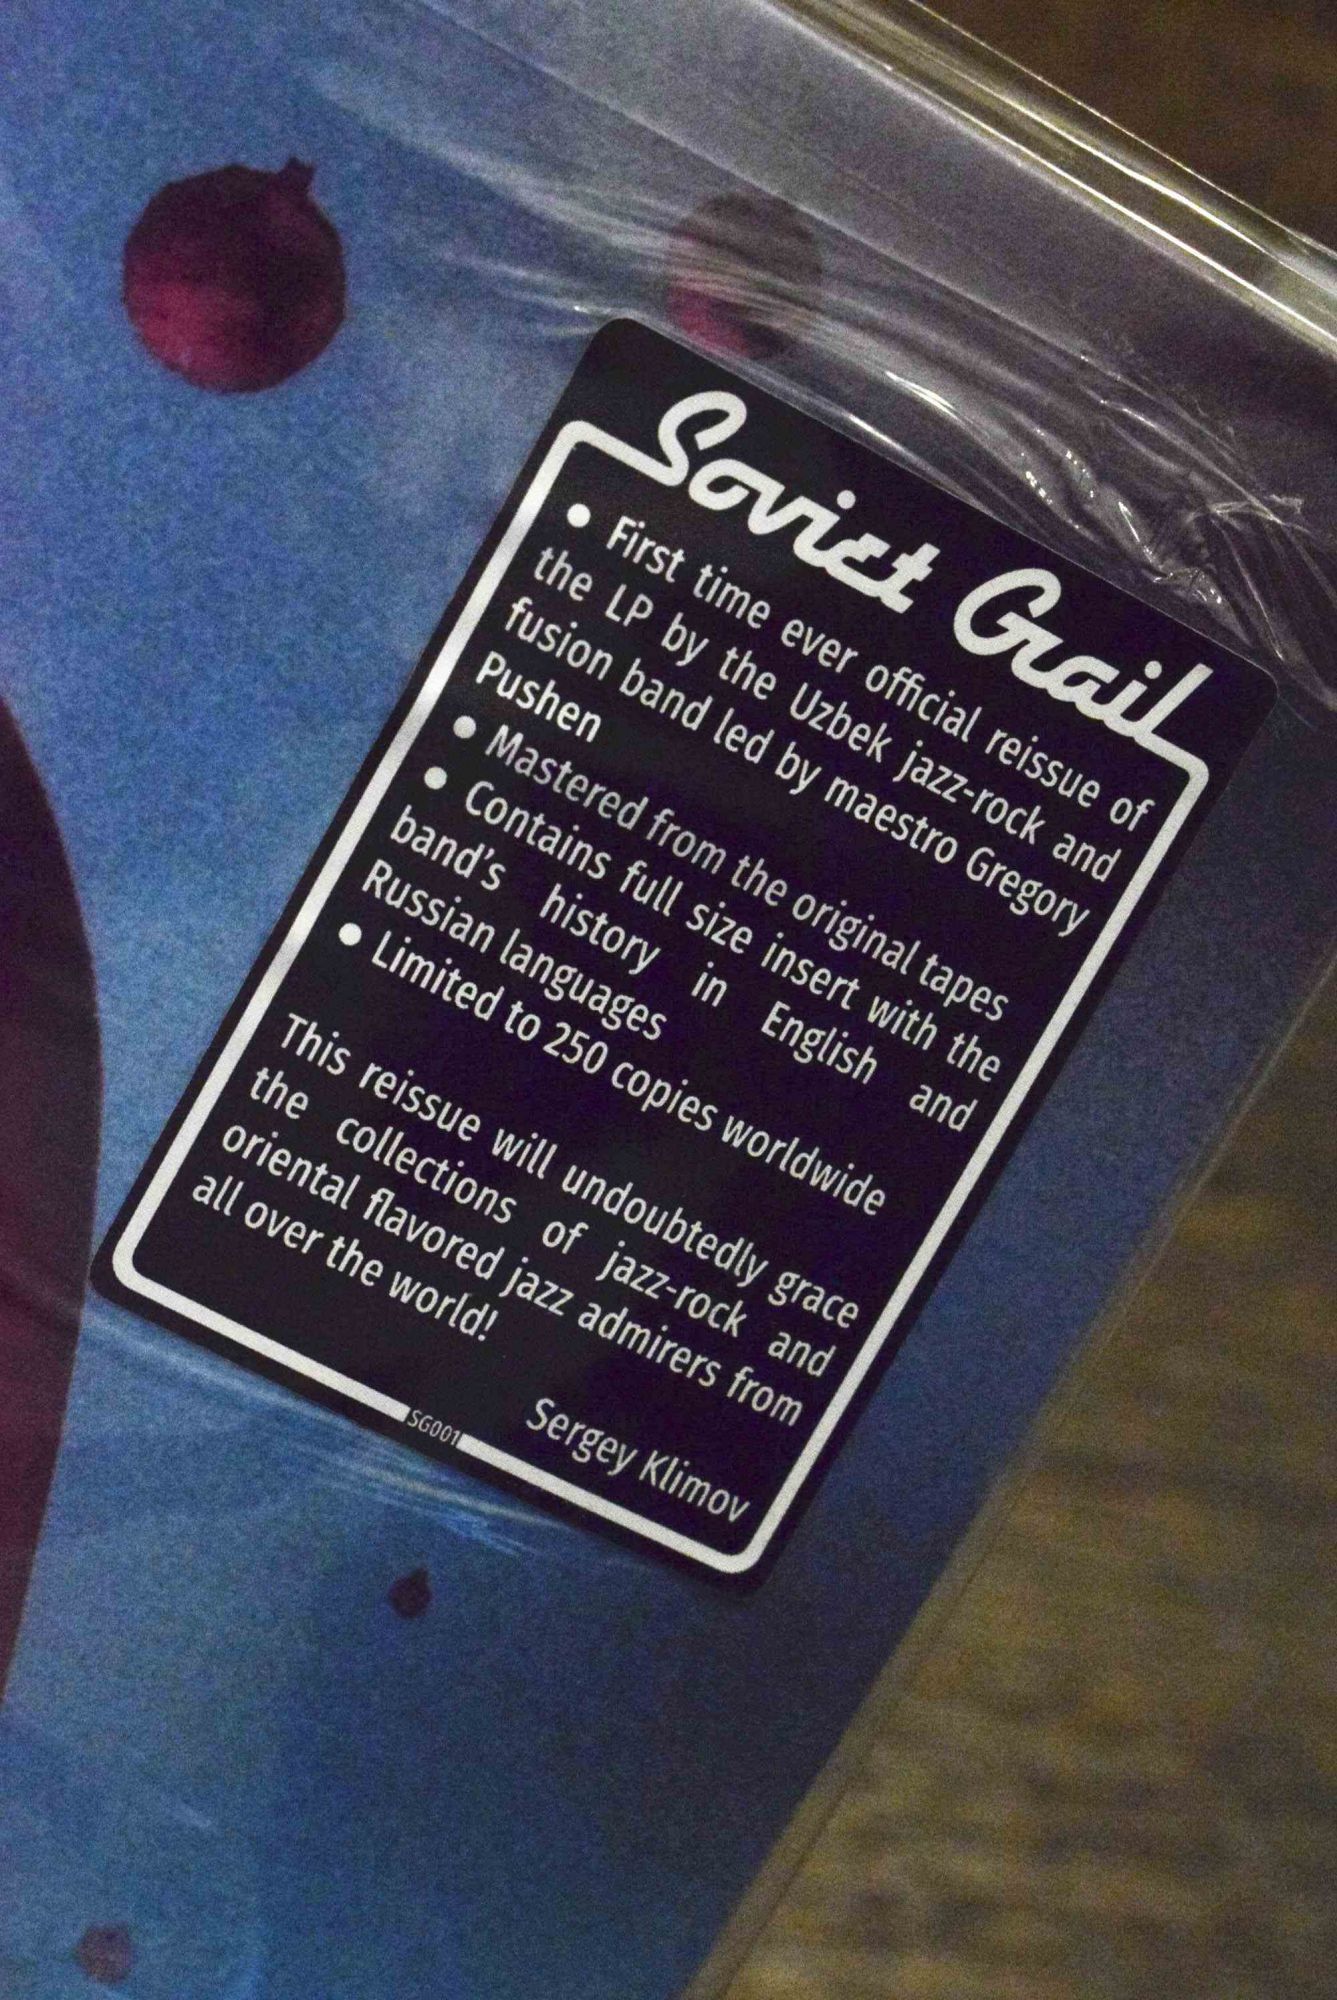 Soviet Grail
● First time ever official reissue of
the LP by the Uzbek jazz-rock and
fusion band led by maestro Gregory
Pushen
● Mastered from the original tapes
● Contains full size insert with the
band's history in English and
Russian languages
● Limited to 250 copies worldwide
This reissue will undoubtedly grace
the collections of jazz-rock and
oriental flavored jazz admirers from
all over the world!
Sergey Klimov
SG001